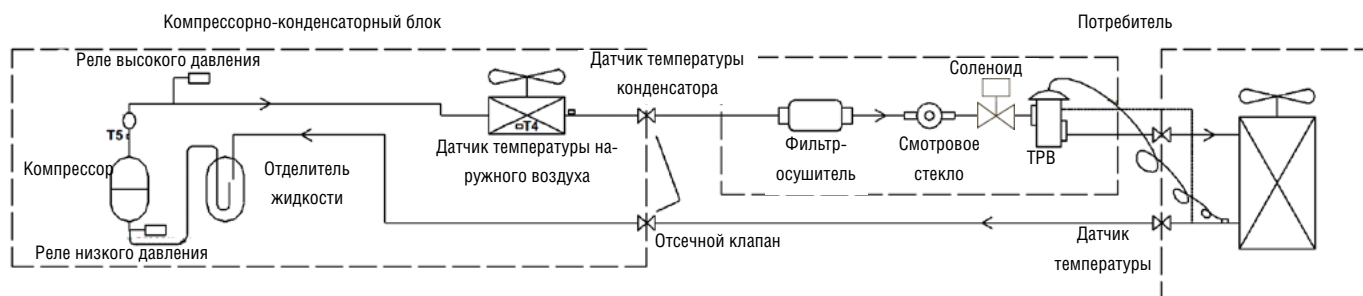 Компрессорно-конденсаторный блок
Потребитель
Реле высокого давления
Датчик температуры
конденсатора
Соленоид
T5
T4
Компрессор
Отделитель
жидкости
Датчик температуры на-
ружного воздуха
Фильтр-
осушитель
Смотровое
стекло
ТРВ
Реле низкого давления
Отсечной клапан
Датчик
температуры